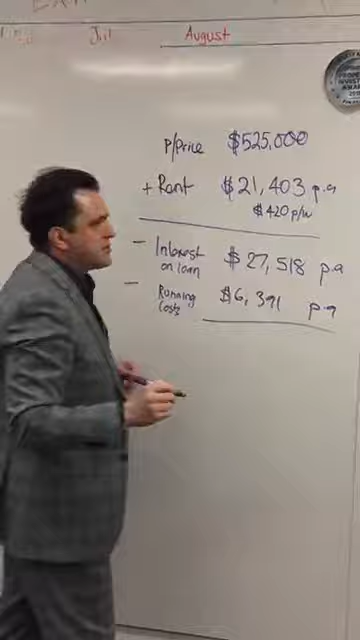 Jul
August
P/Price $525,000
+ Rent $21,403 p.a
$420 p/w
- Interest on loan $27,518 p.a
- Running Costs $6,391 p.a